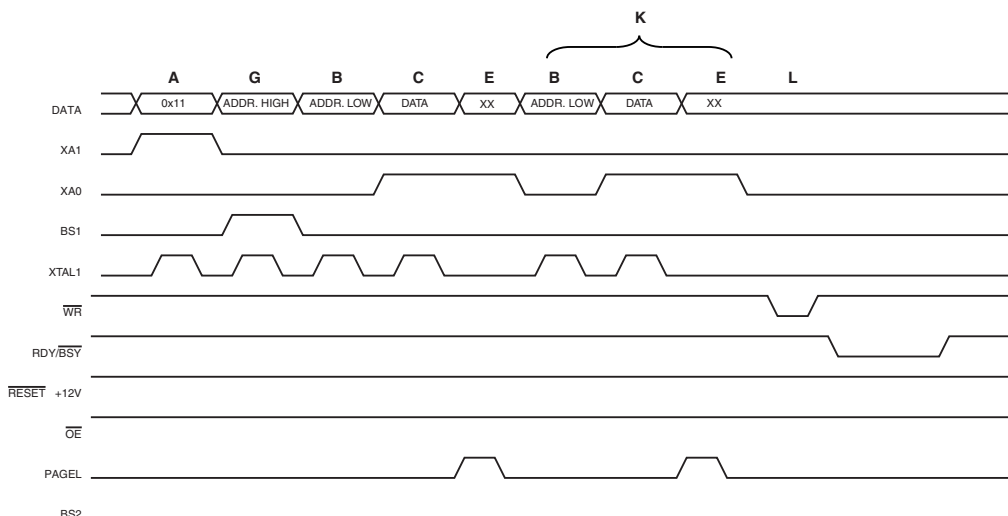 K
A G B C E B C E L
DATA 0x11 ADDR. HIGH ADDR. LOW DATA XX ADDR. LOW DATA XX
XA1
XA0
BS1
XTAL1
WR
RDY/BSY
RESET +12V
OE
PAGEL
BS2